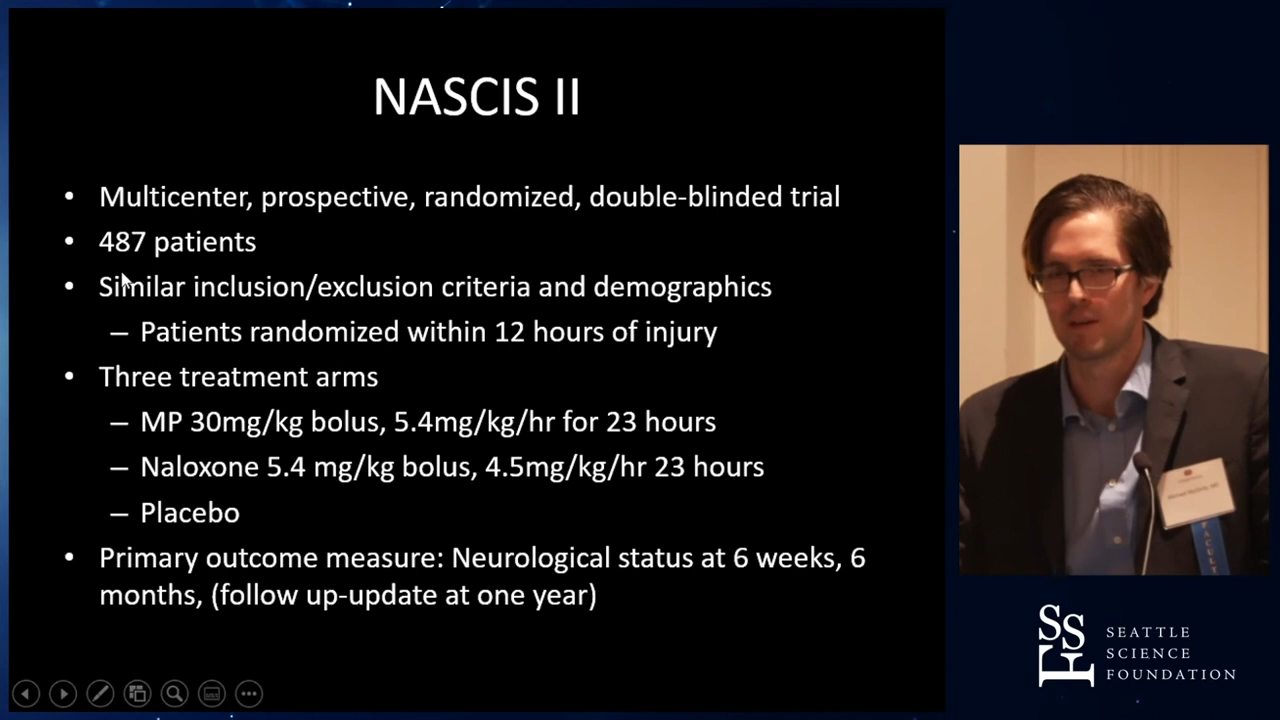 NASCIS II
• Multicenter, prospective, randomized, double-blinded trial
• 487 patients
• Similar inclusion/exclusion criteria and demographics
– Patients randomized within 12 hours of injury
• Three treatment arms
– MP 30mg/kg bolus, 5.4mg/kg/hr for 23 hours
– Naloxone 5.4 mg/kg bolus, 4.5mg/kg/hr 23 hours
– Placebo
• Primary outcome measure: Neurological status at 6 weeks, 6
months, (follow up-update at one year)
FACULT
SSF
SEATTLE
SCIENCE
FOUNDATION